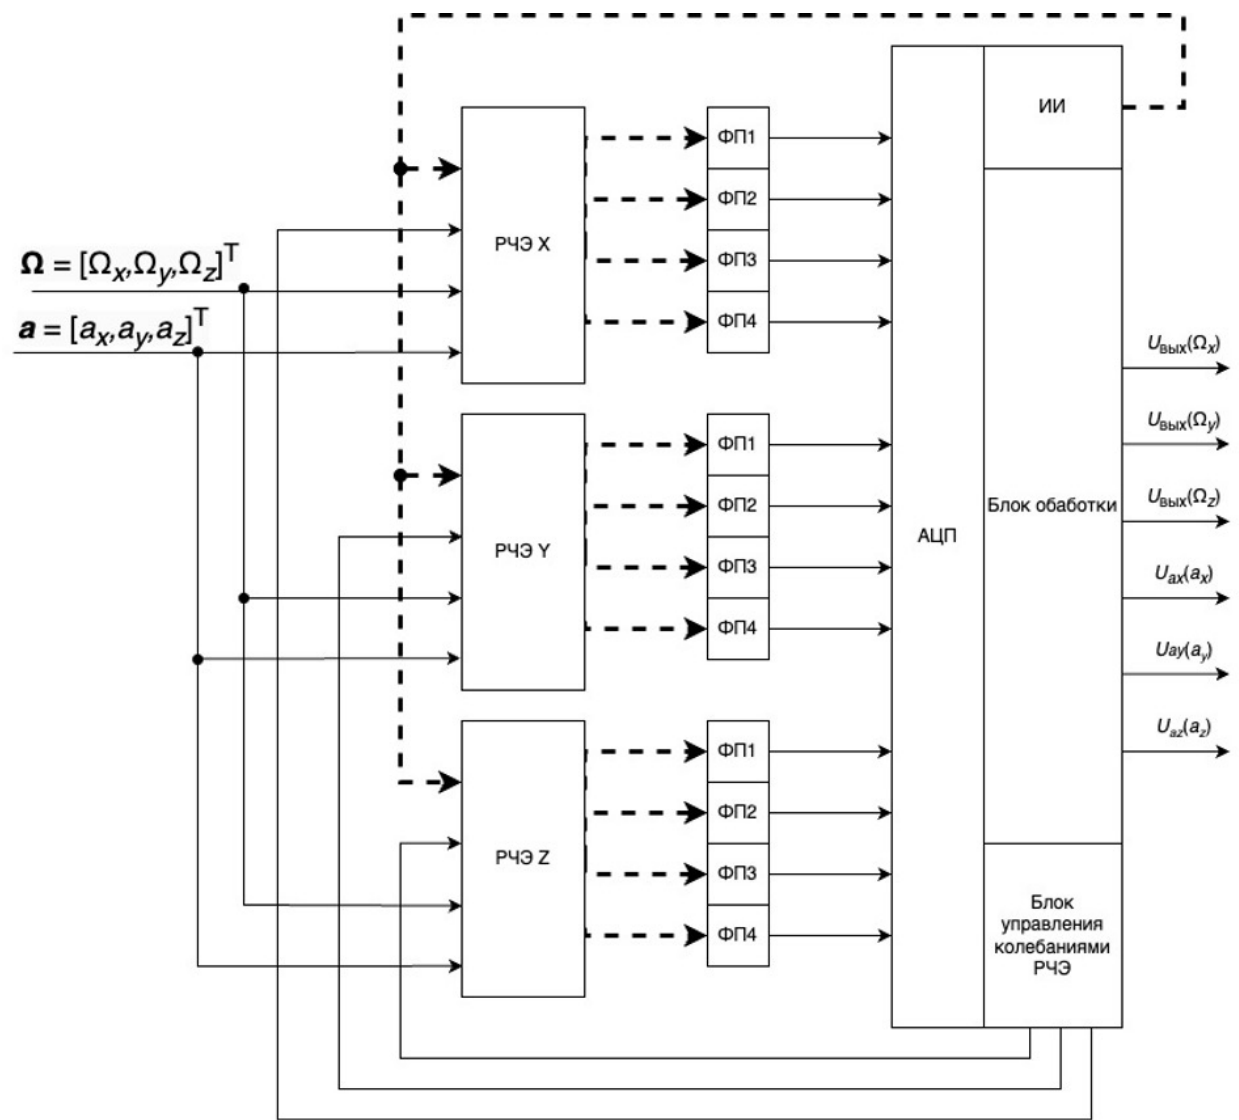 ИИ
ФП1
ФП2
РЧЭ X
ФП3
Ω = [Ωx,Ωy,Ωz]T
ФП4
a = [ax,ay,az]T
Uвых(Ωx)
Uвых(Ωy)
ФП1
Uвых(Ωz)
ФП2
Блок обаботки
АЦП
РЧЭ Y
ФП3
Uax(ax)
ФП4
Uay(ay)
Uaz(az)
ФП1
ФП2
РЧЭ Z
ФП3
ФП4
Блок
управления
колебаниями
РЧЭ